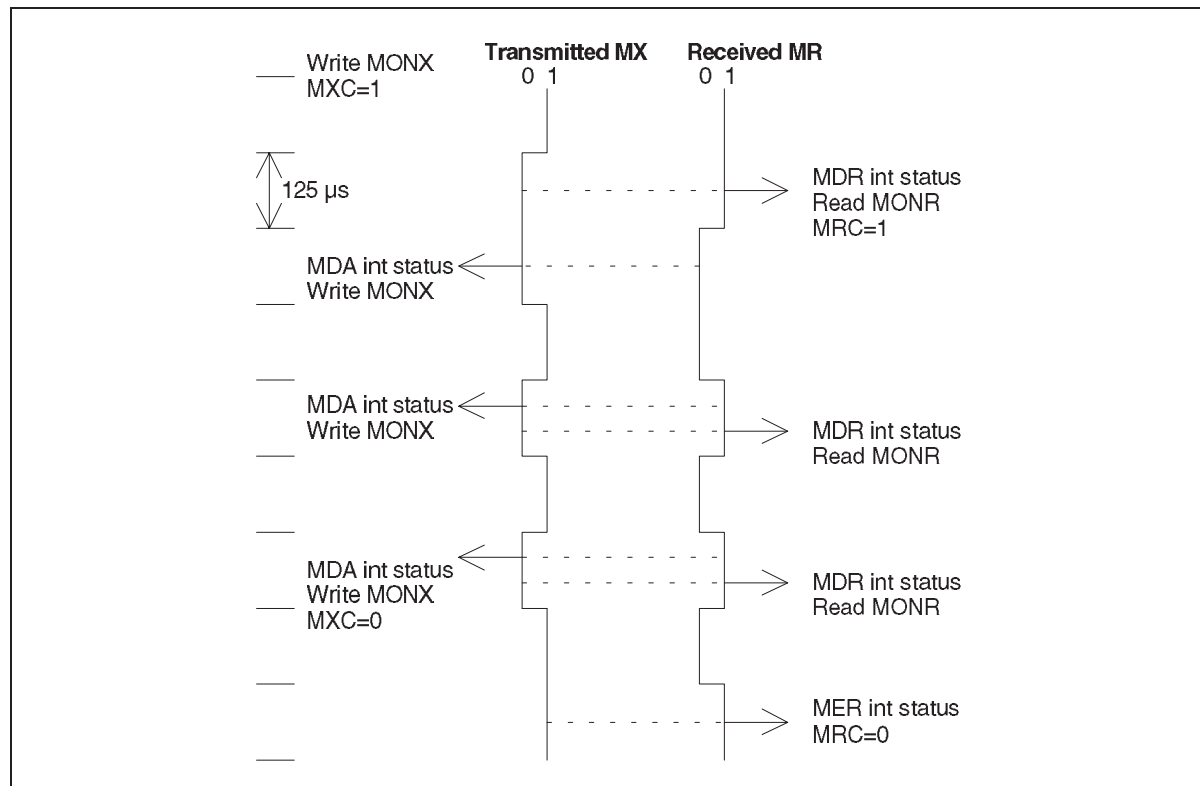 Write MONX
MXC=1
Transmitted MX
0 1
Received MR
0 1
125 µs
MDR int status
Read MONR
MRC=1
MDA int status
Write MONX
MDA int status
Write MONX
MDR int status
Read MONR
MDA int status
Write MONX
MXC=0
MDR int status
Read MONR
MER int status
MRC=0